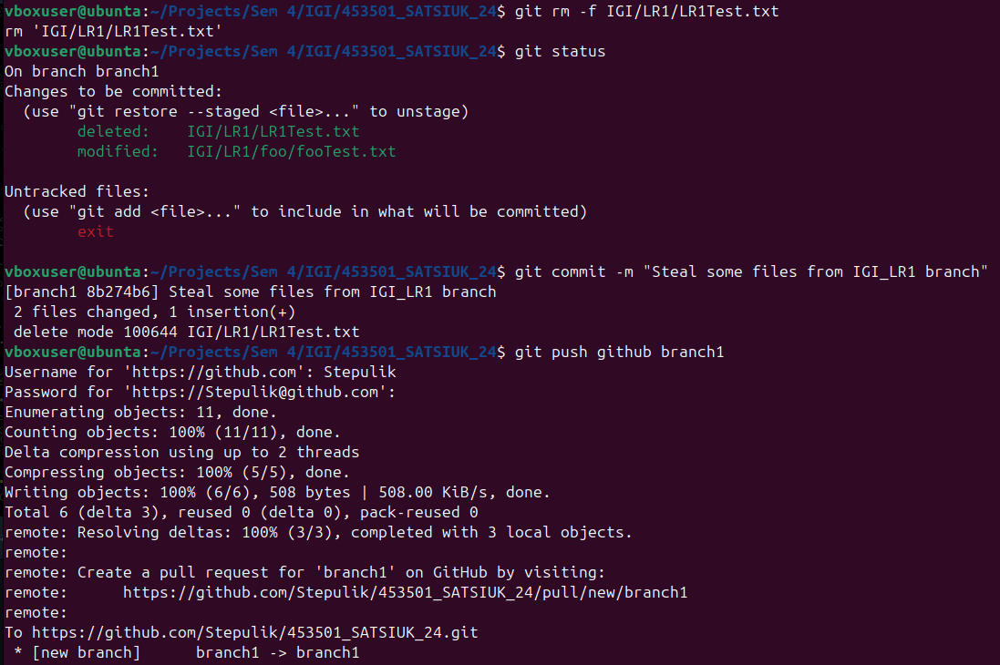 vboxuser@ubunta:~/Projects/Sem 4/IGI/453501_SATSIUK_24$ git rm -f IGI/LR1/LR1Test.txt
rm 'IGI/LR1/LR1Test.txt'
vboxuser@ubunta:~/Projects/Sem 4/IGI/453501_SATSIUK_24$ git status
On branch branch1
Changes to be committed:
  (use "git restore --staged <file>..." to unstage)
        deleted:    IGI/LR1/LR1Test.txt
        modified:   IGI/LR1/foo/fooTest.txt

Untracked files:
  (use "git add <file>..." to include in what will be committed)
        exit

vboxuser@ubunta:~/Projects/Sem 4/IGI/453501_SATSIUK_24$ git commit -m "Steal some files from IGI_LR1 branch"
[branch1 8b274b6] Steal some files from IGI_LR1 branch
 2 files changed, 1 insertion(+)
 delete mode 100644 IGI/LR1/LR1Test.txt
vboxuser@ubunta:~/Projects/Sem 4/IGI/453501_SATSIUK_24$ git push github branch1
Username for 'https://github.com': Stepulik
Password for 'https://Stepulik@github.com':
Enumerating objects: 11, done.
Counting objects: 100% (11/11), done.
Delta compression using up to 2 threads
Compressing objects: 100% (5/5), done.
Writing objects: 100% (6/6), 508 bytes | 508.00 KiB/s, done.
Total 6 (delta 3), reused 0 (delta 0), pack-reused 0
remote: Resolving deltas: 100% (3/3), completed with 3 local objects.
remote:
remote: Create a pull request for 'branch1' on GitHub by visiting:
remote:      https://github.com/Stepulik/453501_SATSIUK_24/pull/new/branch1
remote:
To https://github.com/Stepulik/453501_SATSIUK_24.git
 * [new branch]      branch1 -> branch1